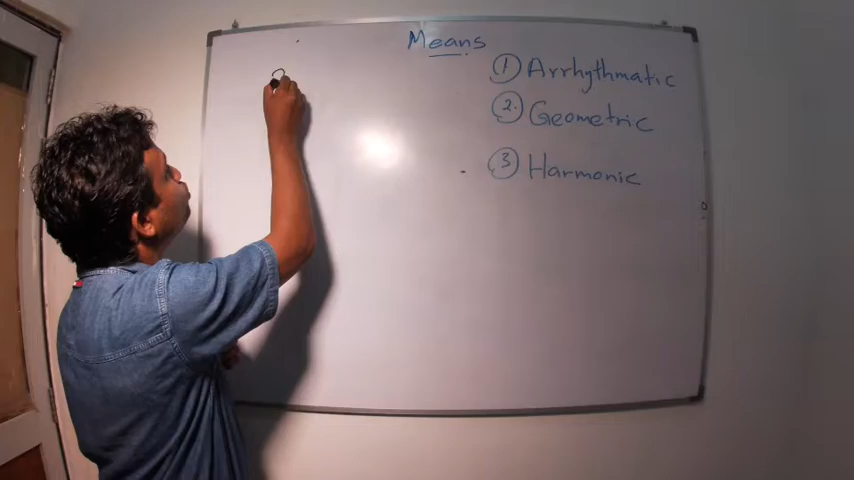 Means
① Arrhythmatic
② Geometric
③ Harmonic